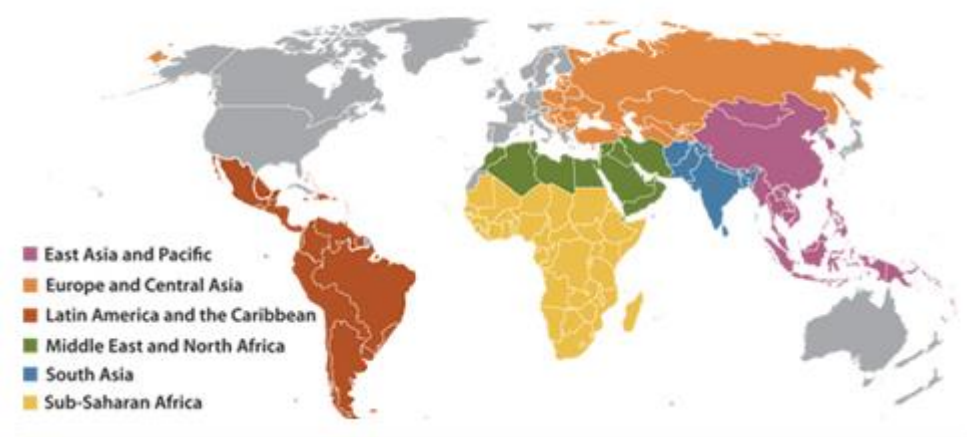 East Asia and Pacific
Europe and Central Asia
Latin America and the Caribbean
Middle East and North Africa
South Asia
Sub-Saharan Africa